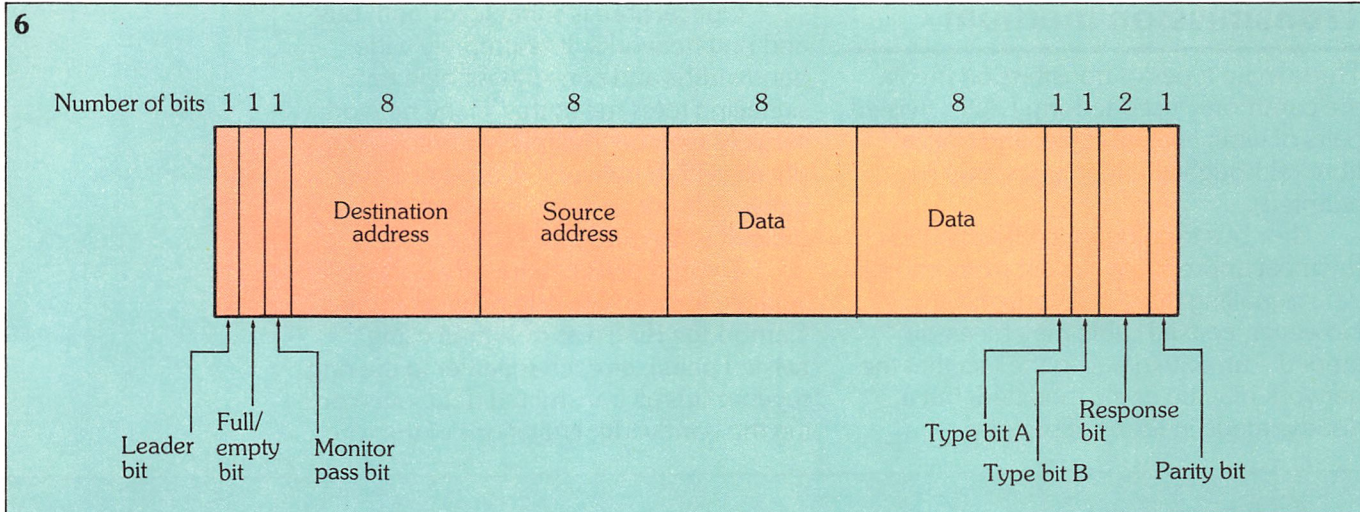 6
Number of bits 1 1 1 8 8 8 8 1 1 2 1
Destination
address
Source
address
Data
Data
Leader
bit
Full/
empty
bit
Monitor
pass bit
Type bit A
Type bit B
Response
bit
Parity bit